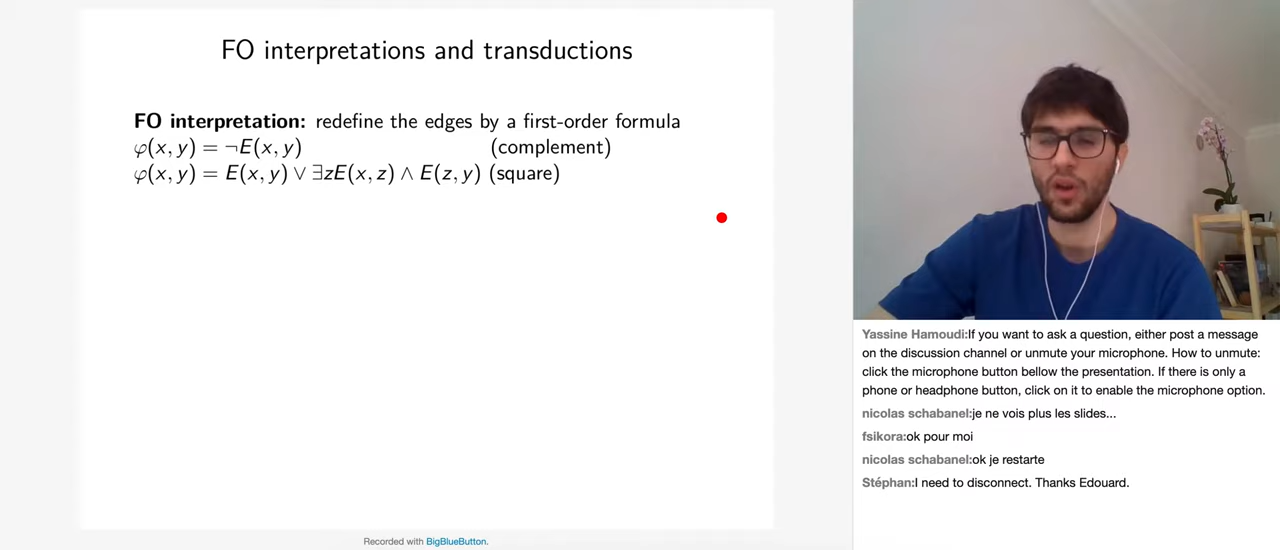 FO interpretations and transductions
FO interpretation: redefine the edges by a first-order formula
φ(x, y) = ¬E(x, y) (complement)
φ(x, y) = E(x, y) ∨ ∃zE(x, z) ∧ E(z, y) (square)
Recorded with BigBlueButton.
Yassine Hamoudi:If you want to ask a question, either post a message
on the discussion channel or unmute your microphone. How to unmute:
click the microphone button bellow the presentation. If there is only a
phone or headphone button, click on it to enable the microphone option.
nicolas schabanel:je ne vois plus les slides...
fsikora:ok pour moi
nicolas schabanel:ok je restarte
Stéphan:I need to disconnect. Thanks Edouard.